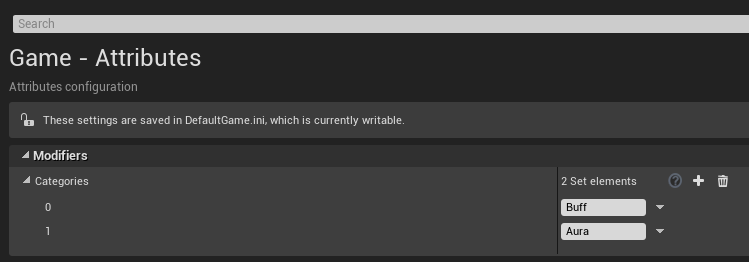 Search
Game - Attributes
Attributes configuration
These settings are saved in DefaultGame.ini, which is currently writable.
Modifiers
Categories 2 Set elements
0 Buff
1 Aura